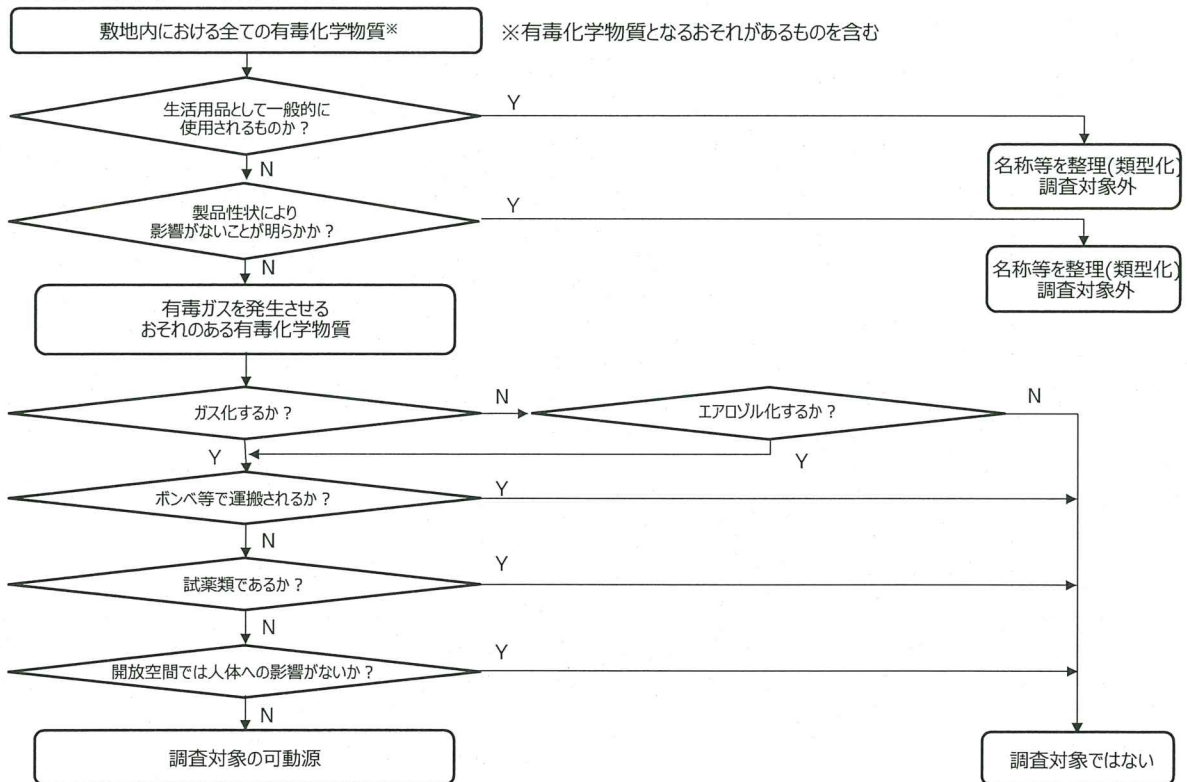 敷地内における全ての有毒化学物質※
※有毒化学物質となるおそれがあるものを含む
生活用品として一般的に
使用されるものか?
Y
N
名称等を整理(類型化)
調査対象外
製品性状により
影響がないことが明らかか?
Y
N
名称等を整理(類型化)
調査対象外
有毒ガスを発生させる
おそれのある有毒化学物質
ガス化するか?
N
エアロゾル化するか?
N
Y
Y
ボンベ等で運搬されるか?
Y
N
試薬類であるか?
Y
N
開放空間では人体への影響がないか?
Y
N
調査対象の可動源
調査対象ではない